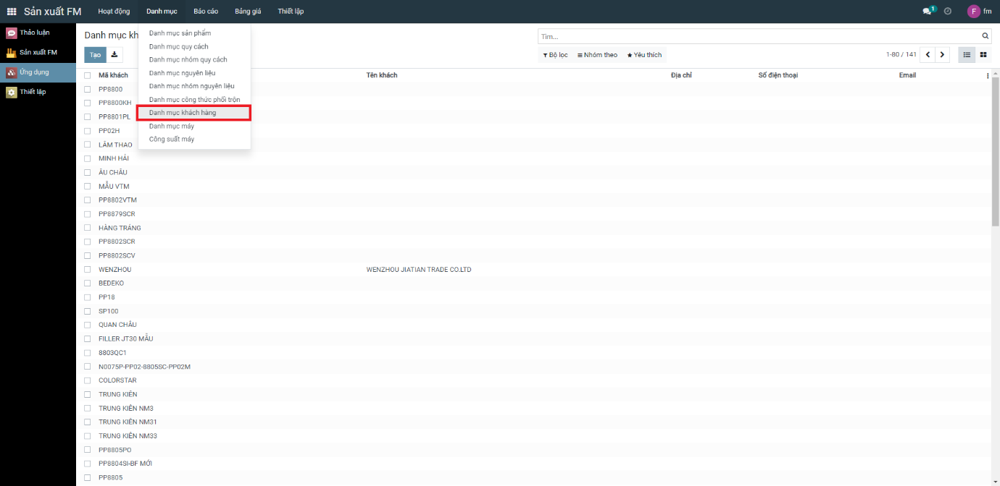 Sản xuất FM Hoạt động Danh mục Báo cáo Bảng giá Thiết lập 1 F fm
Thảo luận
Sản xuất FM
Ứng dụng
Thiết lập
Danh mục kh
Tìm...
Tạo
Bộ lọc Nhóm theo Yêu thích 1-80 / 141
Danh mục sản phẩm
Danh mục quy cách
Danh mục nhóm quy cách
Danh mục nguyên liệu
Danh mục nhóm nguyên liệu
Danh mục công thức phối trộn
Danh mục khách hàng
Danh mục máy
Công suất máy
Mã khách Tên khách Địa chỉ Số điện thoại Email
PP8800
PP8800KH
PP8801PL
PP02H
LÂM THAO
MINH HẢI
ÂU CHÂU
MẪU VTM
PP8802VTM
PP8879SCR
HÀNG TRẮNG
PP8802SCR
PP8802SCV
WENZHOU WENZHOU JIATIAN TRADE CO.LTD
BEDEKO
PP18
SP100
QUAN CHÂU
FILLER JT30 MẪU
8803QC1
N0075P-PP02-8805SC-PP02M
COLORSTAR
TRUNG KIÊN
TRUNG KIÊN NM3
TRUNG KIÊN NM31
TRUNG KIÊN NM33
PP8805PO
PP8804SI-BF MỚI
PP8805